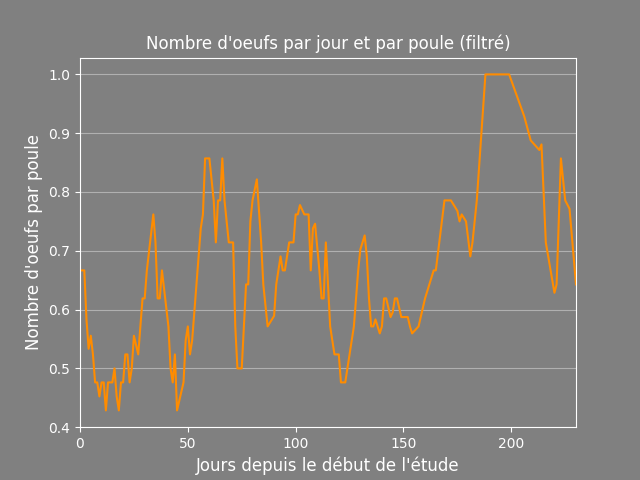 Nombre d'oeufs par jour et par poule (filtré)
1.0
0.9
0.8
0.7
0.6
0.5
0.4
Nombre d'oeufs par poule
0 50 100 150 200
Jours depuis le début de l'étude